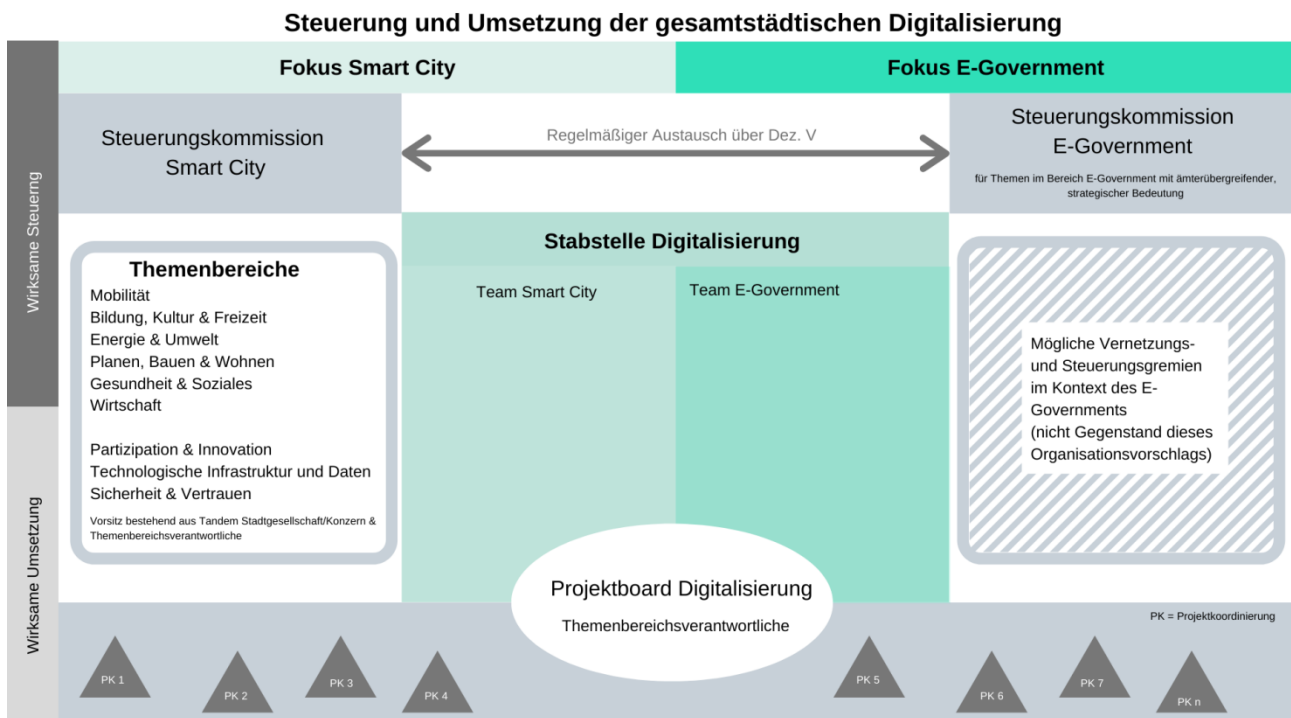 Steuerung und Umsetzung der gesamtstädtischen Digitalisierung
Fokus Smart City
Fokus E-Government
Wirksame Steuerng
Steuerungskommission
Smart City
Regelmäßiger Austausch über Dez. V
Steuerungskommission
E-Government
für Themen im Bereich E-Government mit ämterübergreifender,
strategischer Bedeutung
Themenbereiche
Mobilität
Bildung, Kultur & Freizeit
Energie & Umwelt
Planen, Bauen & Wohnen
Gesundheit & Soziales
Wirtschaft
Partizipation & Innovation
Technologische Infrastruktur und Daten
Sicherheit & Vertrauen
Vorsitz bestehend aus Tandem Stadtgesellschaft/Konzern &
Themenbereichsverantwortliche
Stabstelle Digitalisierung
Team Smart City
Team E-Government
Mögliche Vernetzungs-
und Steuerungsgremien
im Kontext des E-
Governments
(nicht Gegenstand dieses
Organisationsvorschlags)
Wirksame Umsetzung
Projektboard Digitalisierung
Themenbereichsverantwortliche
PK = Projektkoordinierung
PK 1
PK 2
PK 3
PK 4
PK 5
PK 6
PK 7
PK n